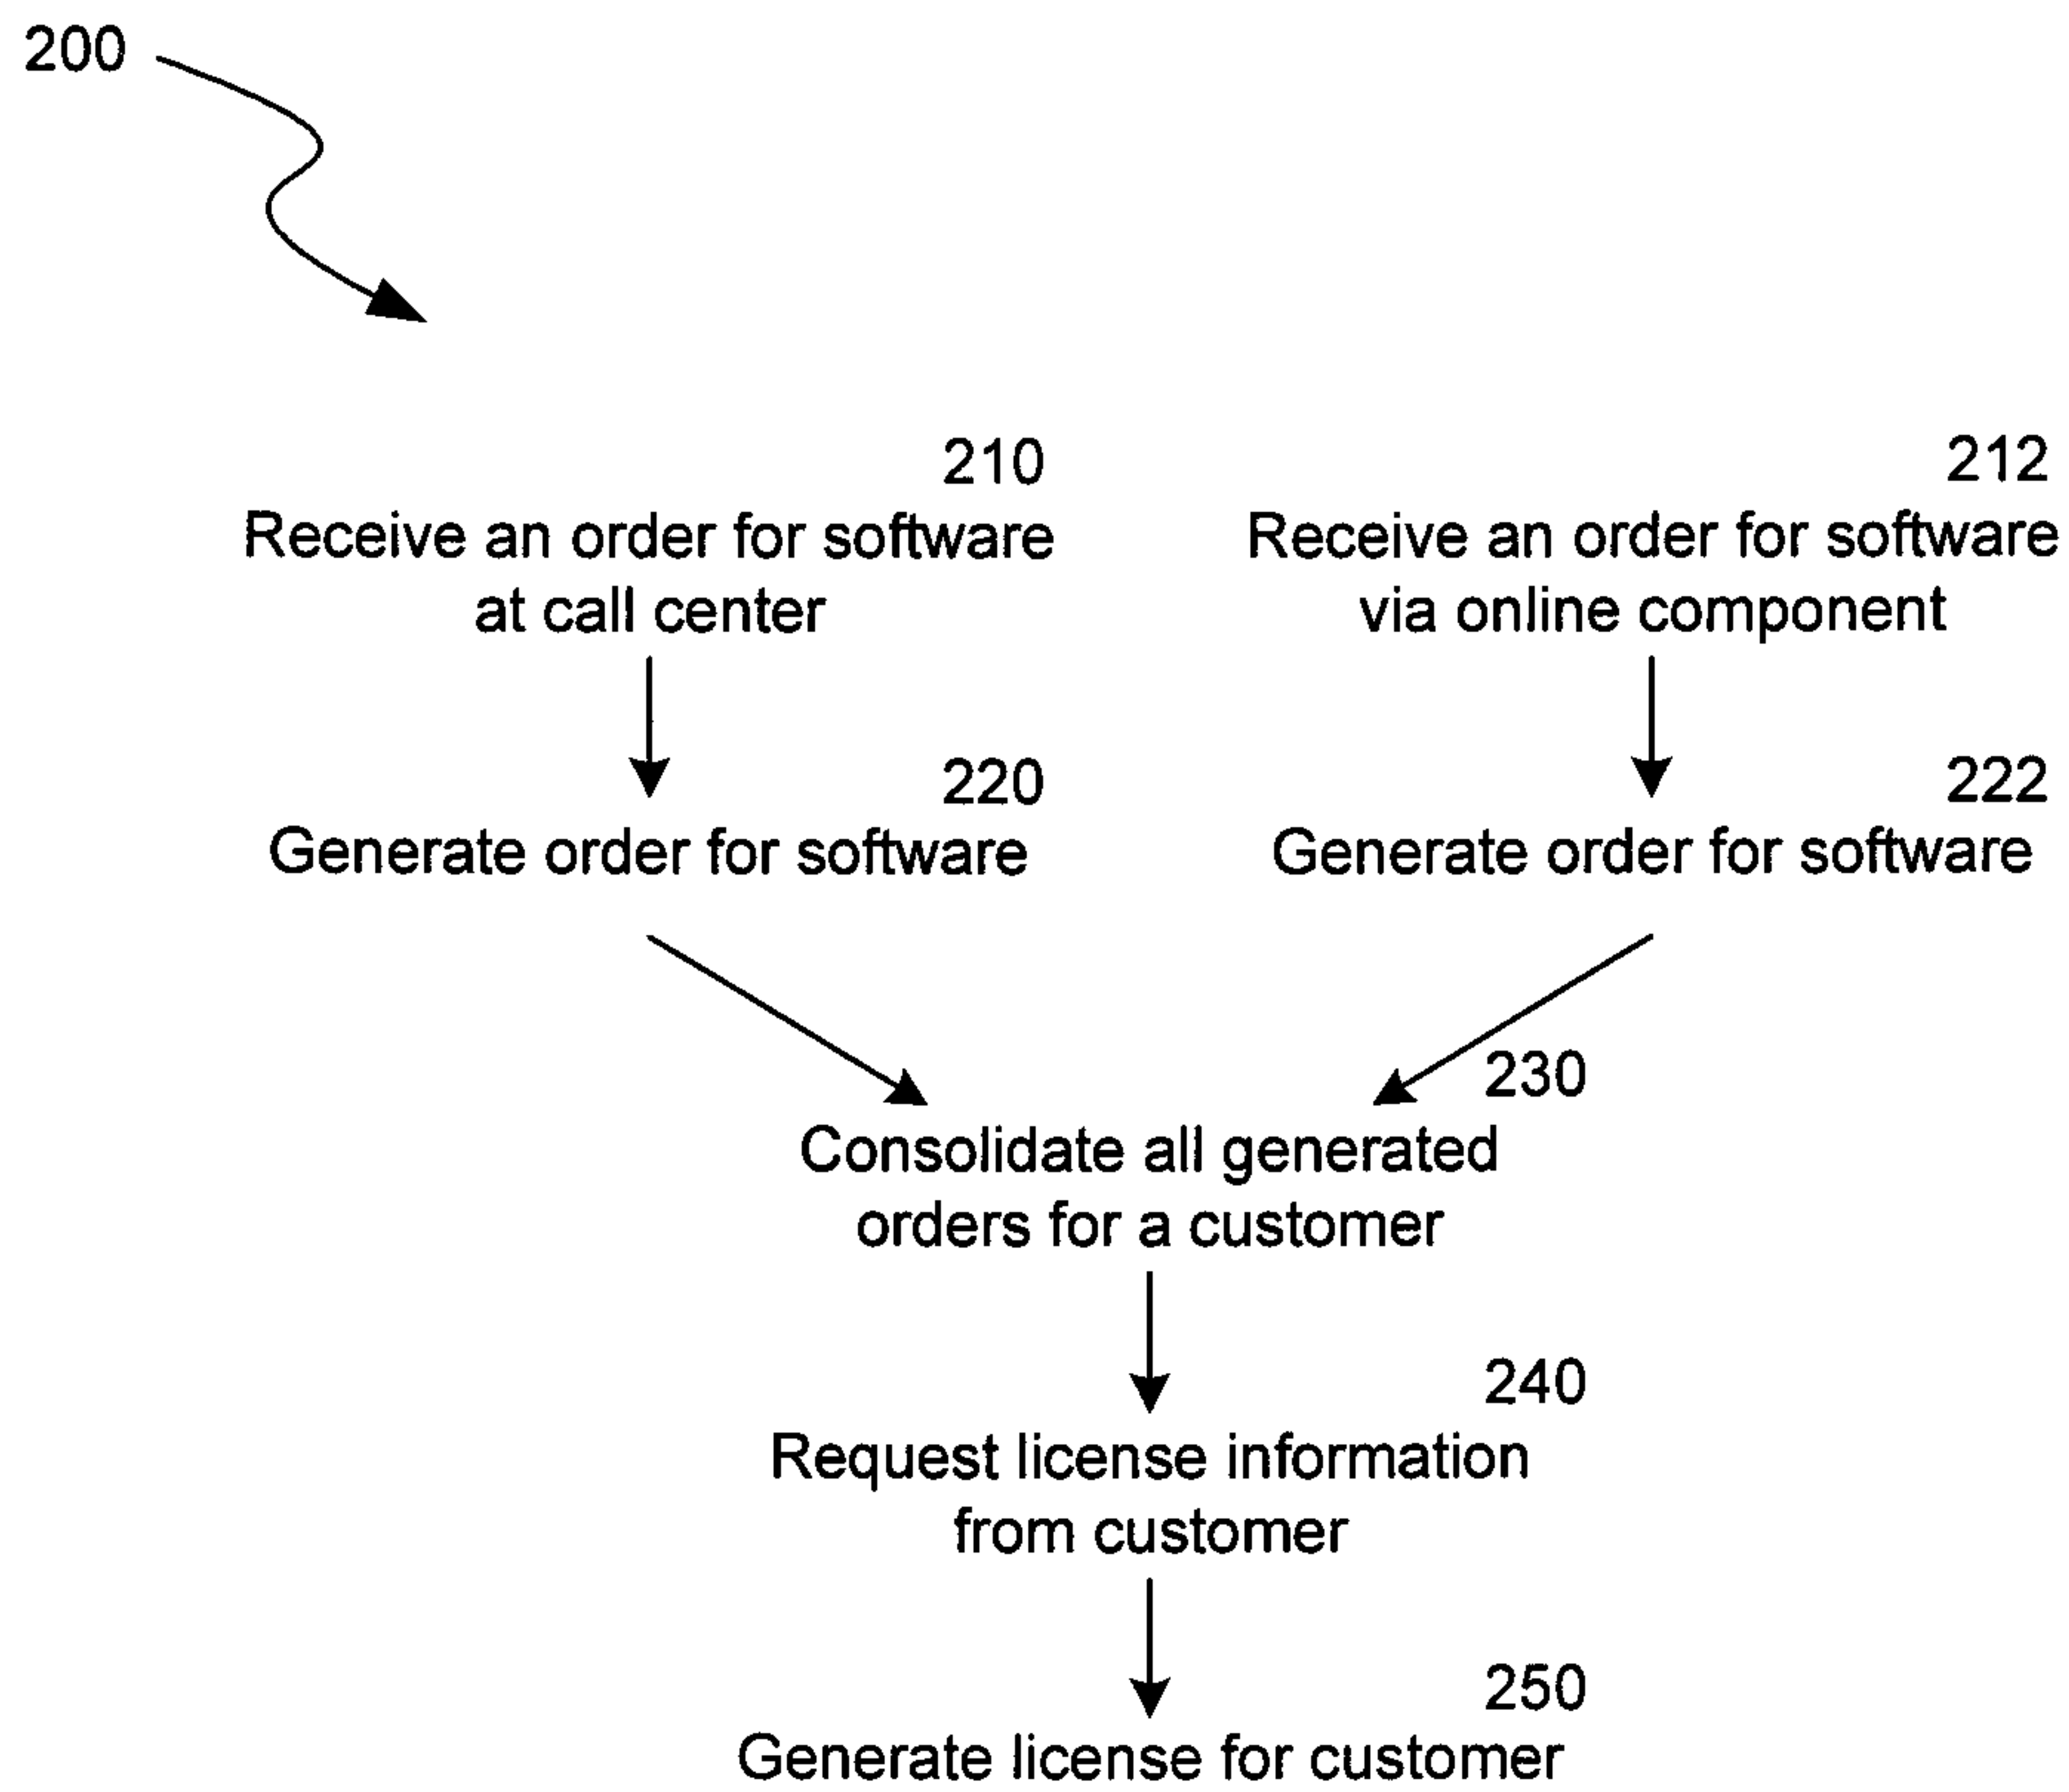 200
210
Receive an order for software
at call center
212
Receive an order for software
via online component
220
Generate order for software
222
Generate order for software
230
Consolidate all generated
orders for a customer
240
Request license information
from customer
250
Generate license for customer